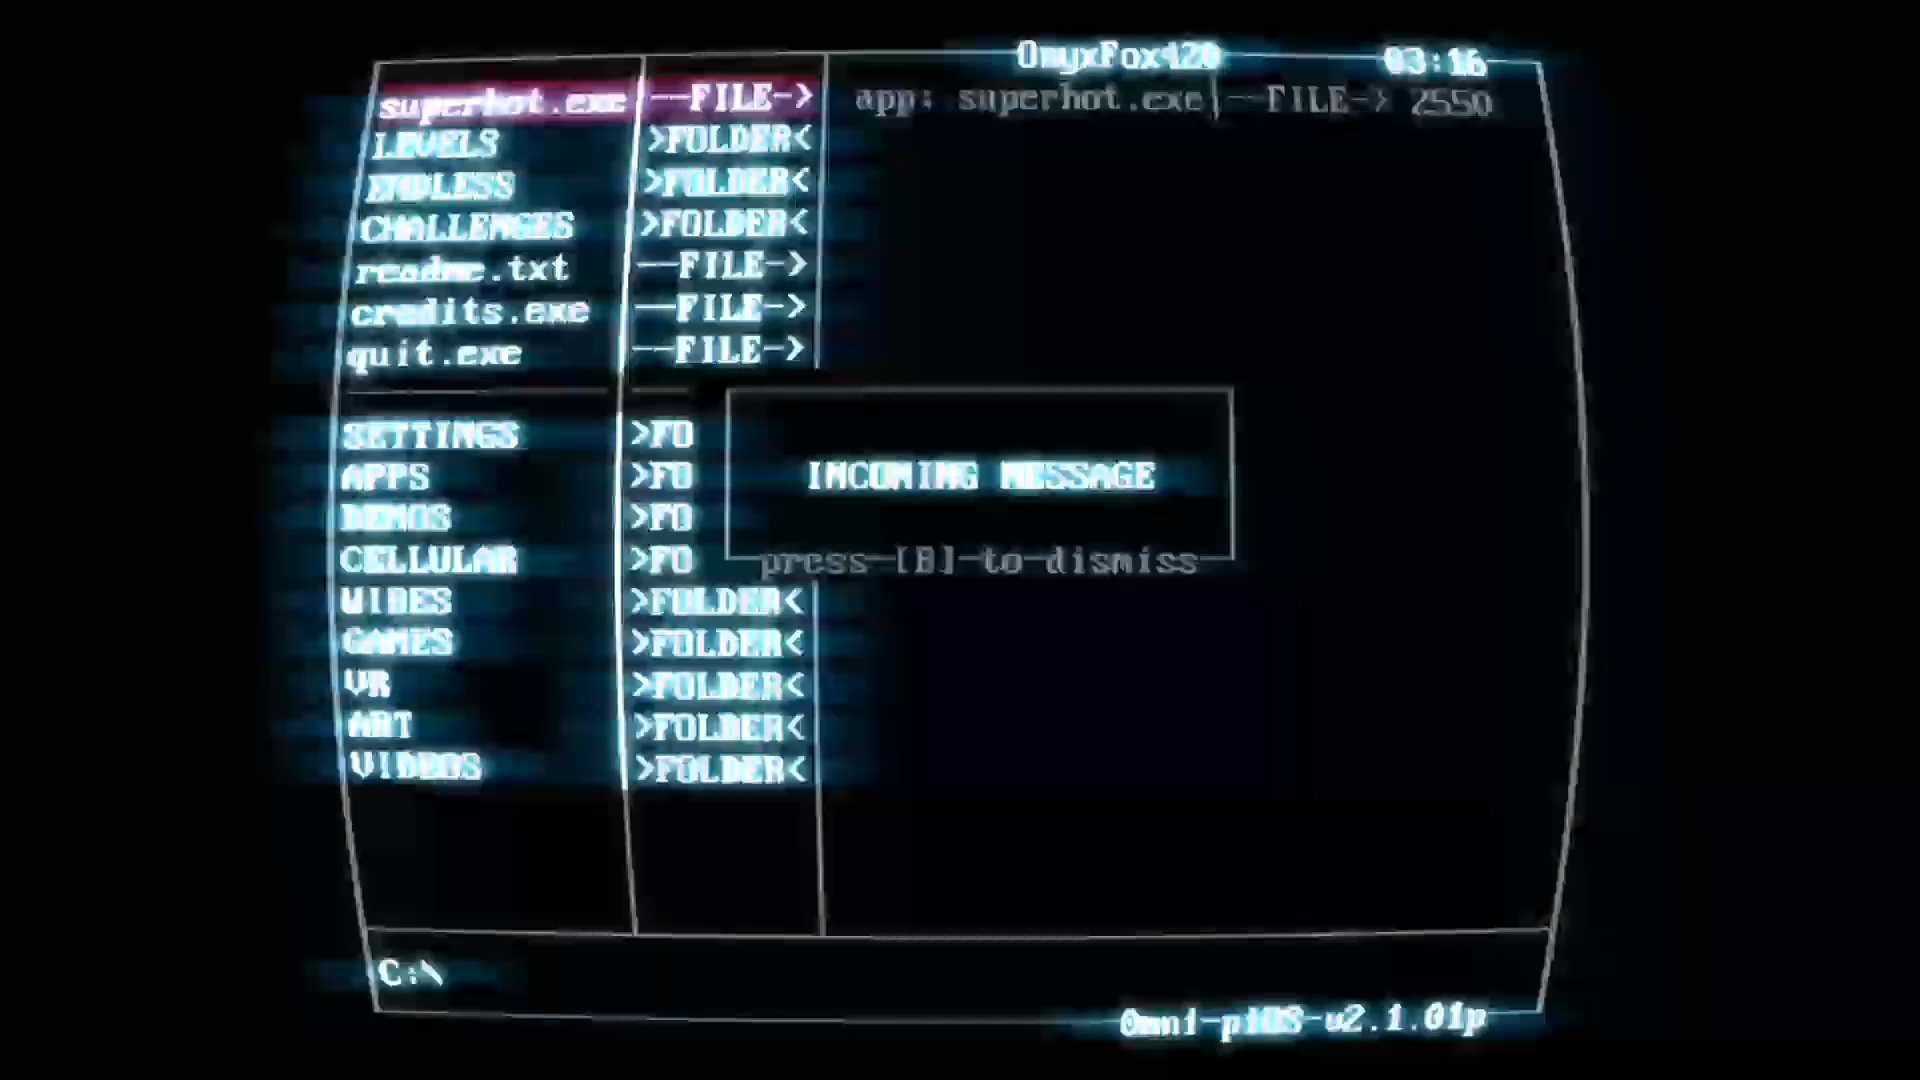 OnyxFox420 03:16
superhot.exe --FILE-> app: superhot.exe|--FILE-> 2550
LEVELS >FOLDER<
ENDLESS >FOLDER<
CHALLENGES >FOLDER<
readme.txt --FILE->
credits.exe --FILE->
quit.exe --FILE->
SETTINGS >FO
APPS >FO
INCOMING MESSAGE
DEMOS >FO
CELLULAR >FO
press-[B]-to-dismiss
VIBES >FOLDER<
GAMES >FOLDER<
VR >FOLDER<
ART >FOLDER<
VIDEOS >FOLDER<
C:\
Omni-piOS-v2.1.01p